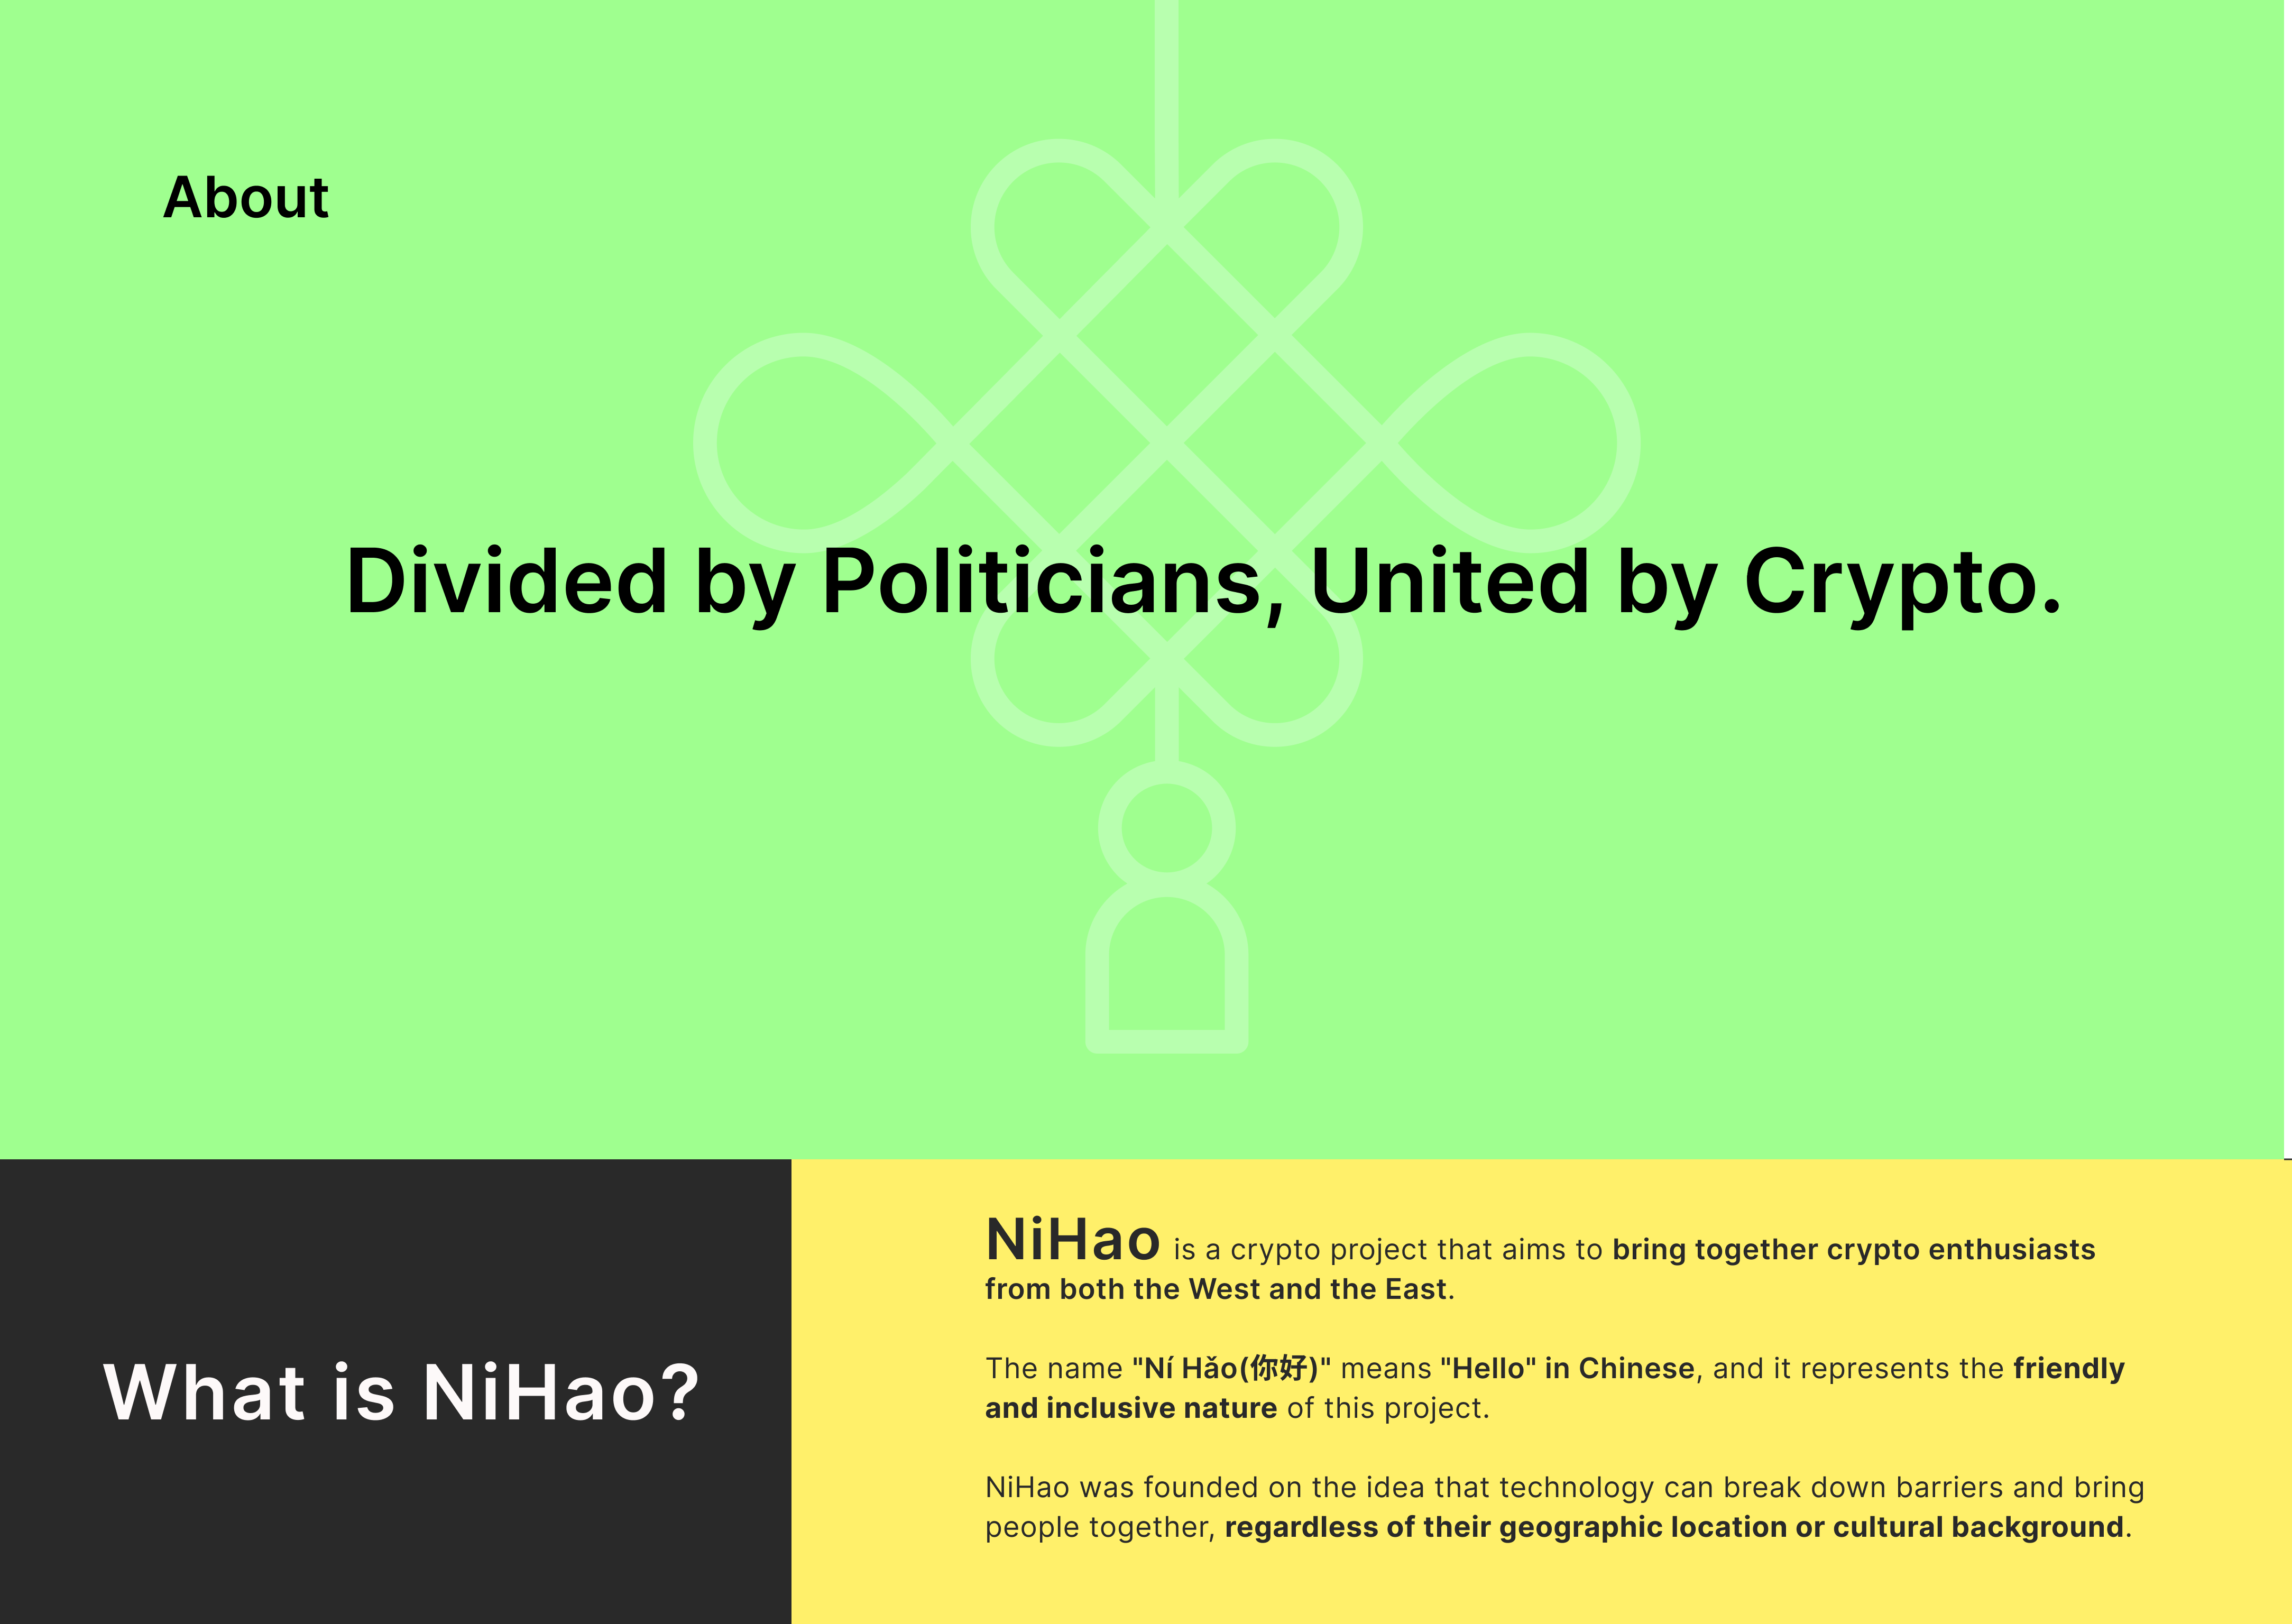 About
Divided by Politicians, United by Crypto.
What is NiHao?
NiHao is a crypto project that aims to bring together crypto enthusiasts
from both the West and the East.
The name "Ní Hǎo(你好)" means "Hello" in Chinese, and it represents the friendly
and inclusive nature of this project.
NiHao was founded on the idea that technology can break down barriers and bring
people together, regardless of their geographic location or cultural background.